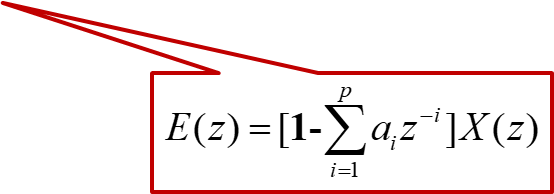 E(z) = [1-∑_{i=1}^{p} a_i z^{-i}]X(z)